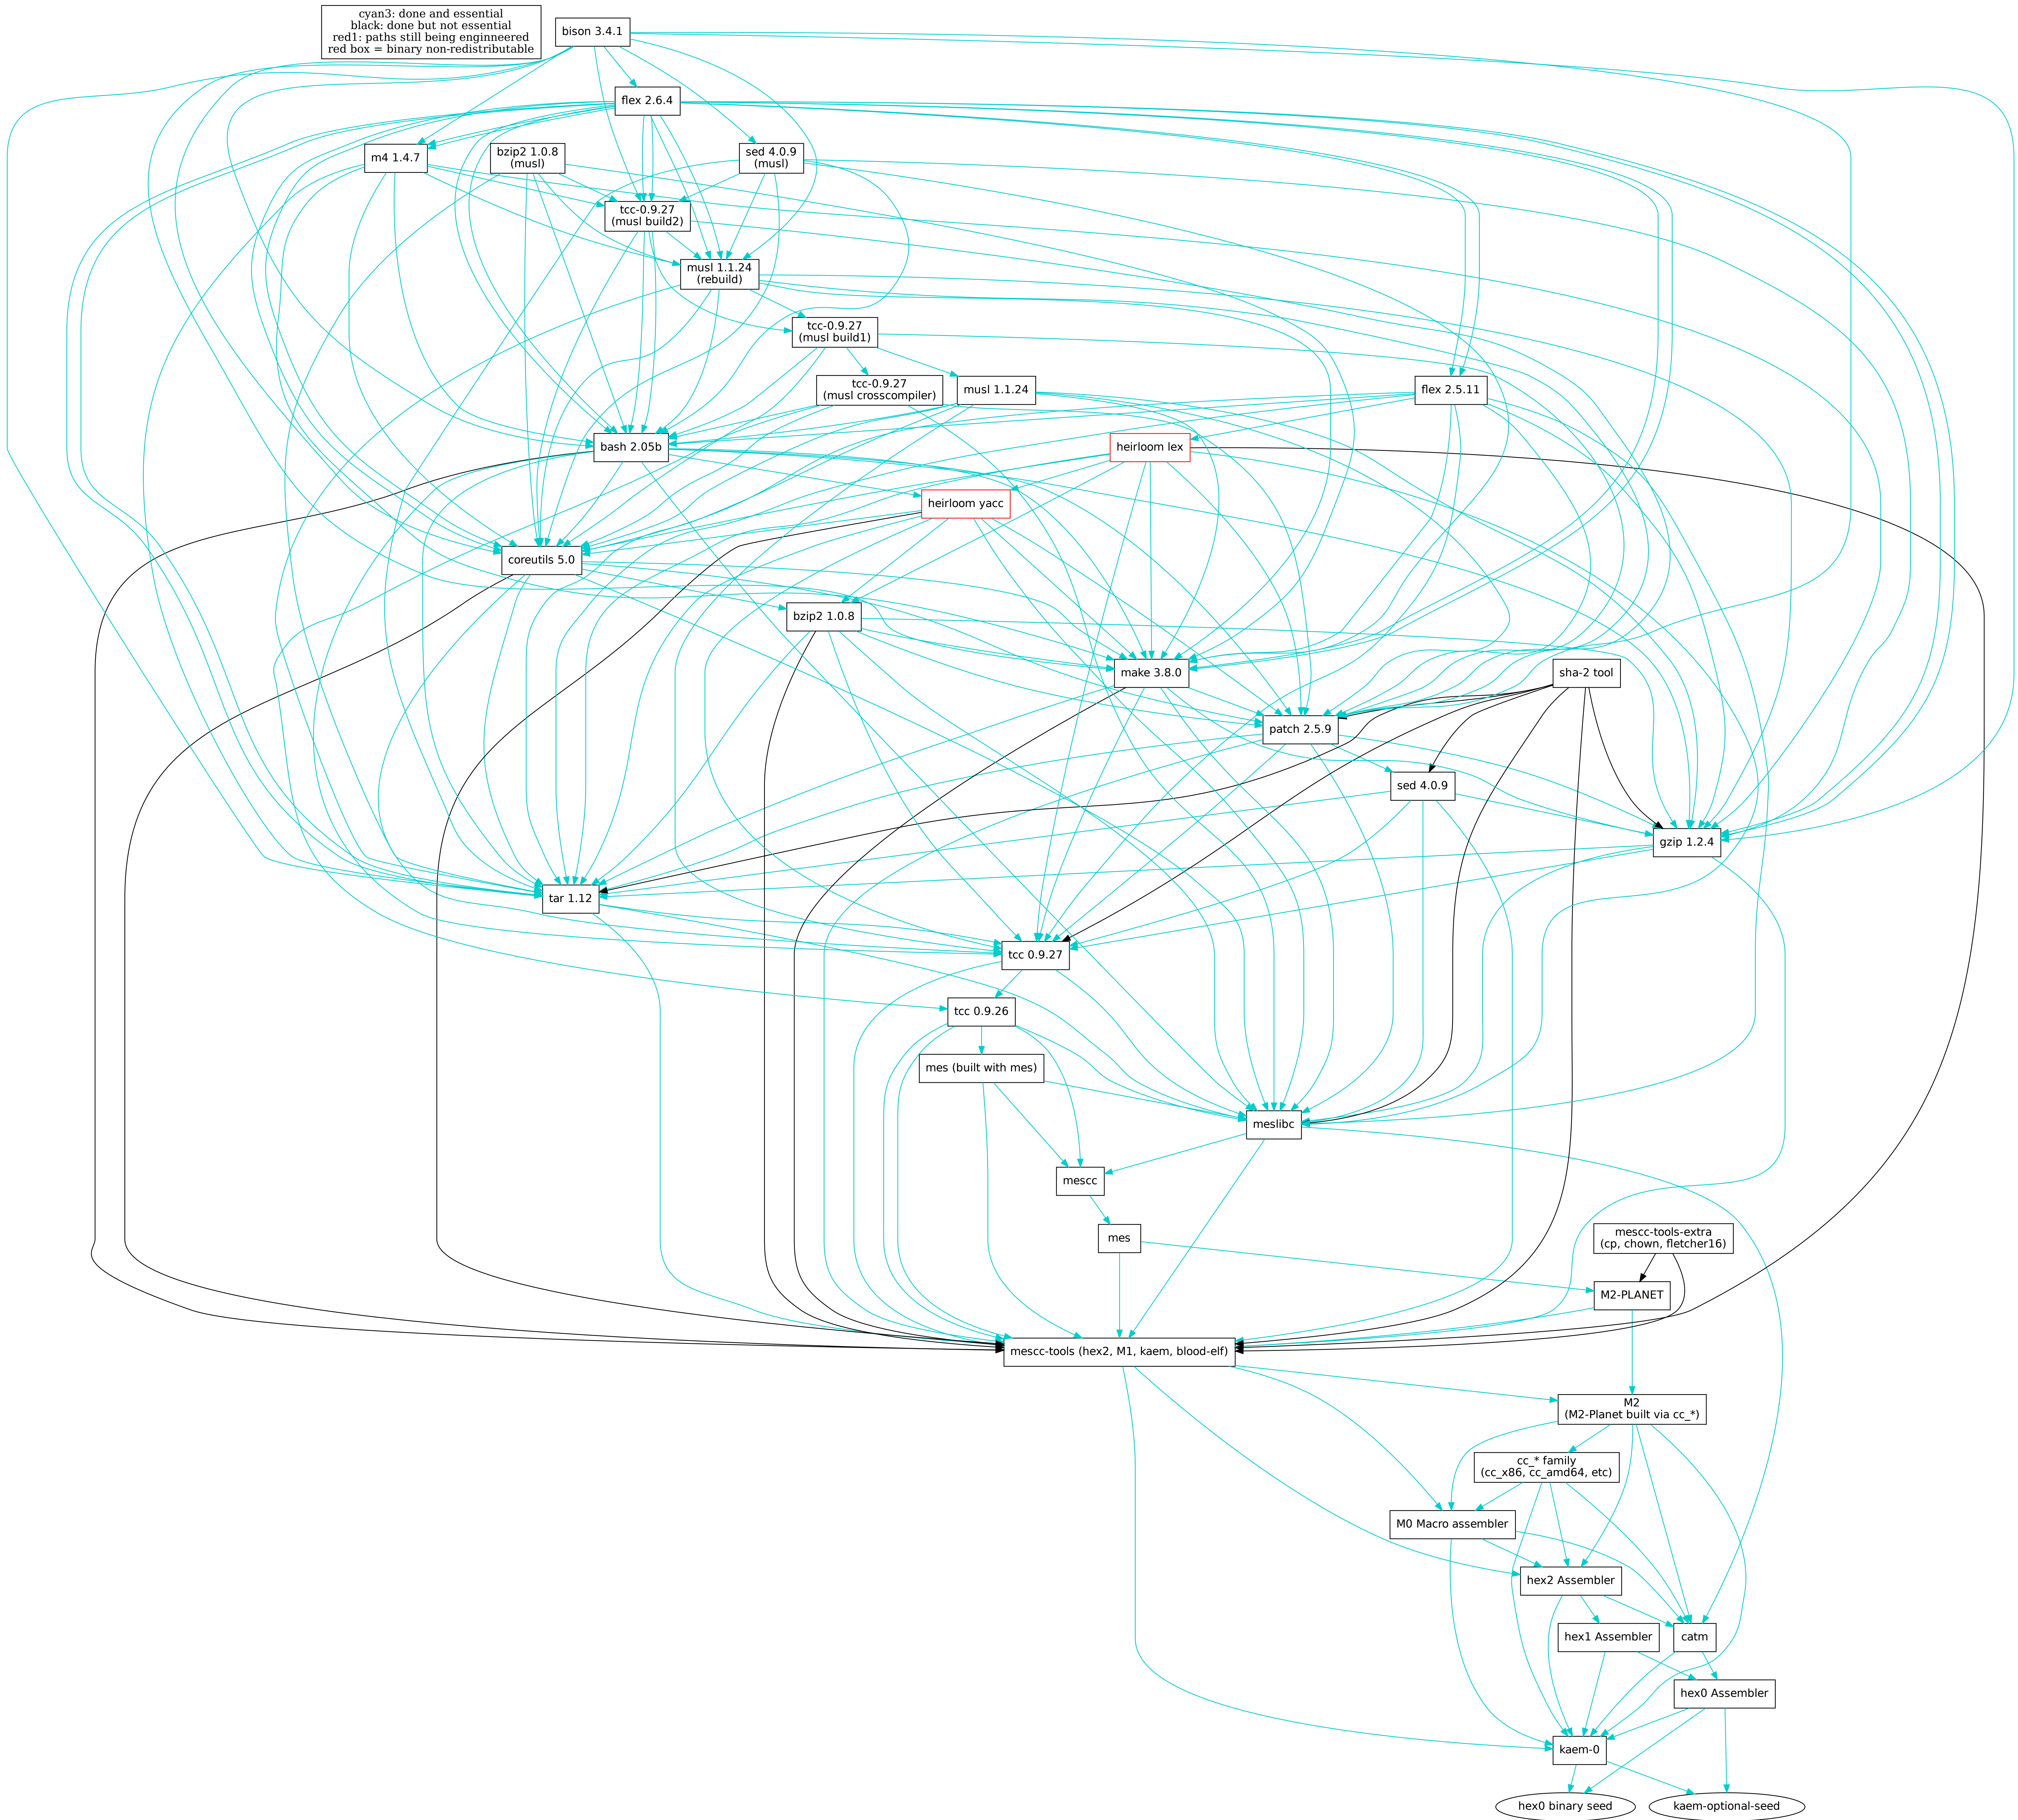 cyan3: done and essential
black: done but not essential
red1: paths still being enginneered
red box = binary non-redistributable
bison 3.4.1
flex 2.6.4
m4 1.4.7
bzip2 1.0.8
(musl)
sed 4.0.9
(musl)
tcc-0.9.27
(musl build2)
musl 1.1.24
(rebuild)
tcc-0.9.27
(musl build1)
tcc-0.9.27
(musl crosscompiler)
musl 1.1.24
flex 2.5.11
bash 2.05b
heirloom lex
heirloom yacc
coreutils 5.0
bzip2 1.0.8
make 3.8.0
sha-2 tool
patch 2.5.9
sed 4.0.9
gzip 1.2.4
tar 1.12
tcc 0.9.27
tcc 0.9.26
mes (built with mes)
meslibc
mescc
mes
mescc-tools-extra
(cp, chown, fletcher16)
M2-PLANET
mescc-tools (hex2, M1, kaem, blood-elf)
M2
(M2-Planet built via cc_*)
cc_* family
(cc_x86, cc_amd64, etc)
M0 Macro assembler
hex2 Assembler
hex1 Assembler
catm
hex0 Assembler
kaem-0
hex0 binary seed
kaem-optional-seed